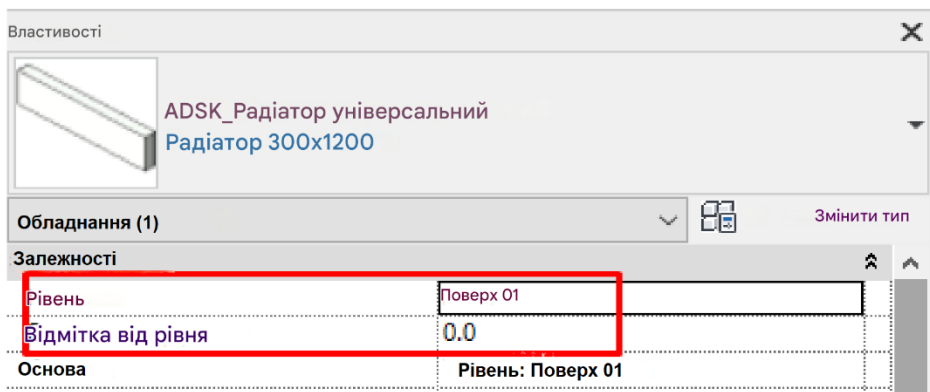 Властивості
ADSK_Радіатор універсальний
Радіатор 300х1200
Обладнання (1)
Змінити тип
Залежності
Рівень Поверх 01
Відмітка від рівня 0.0
Основа Рівень: Поверх 01